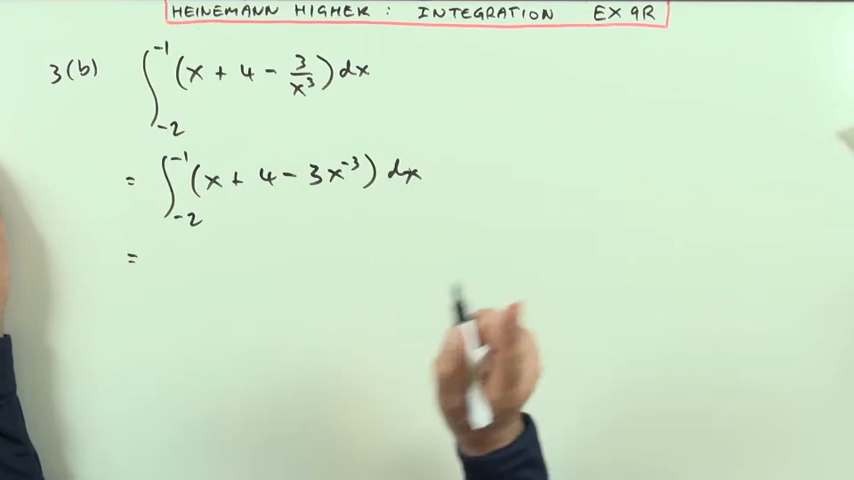 HEINEMANN HIGHER : INTEGRATION EX 9R
3(b) ∫₋₂⁻¹ (x + 4 - 3/x³) dx
= ∫₋₂⁻¹ (x + 4 - 3x⁻³) dx
=